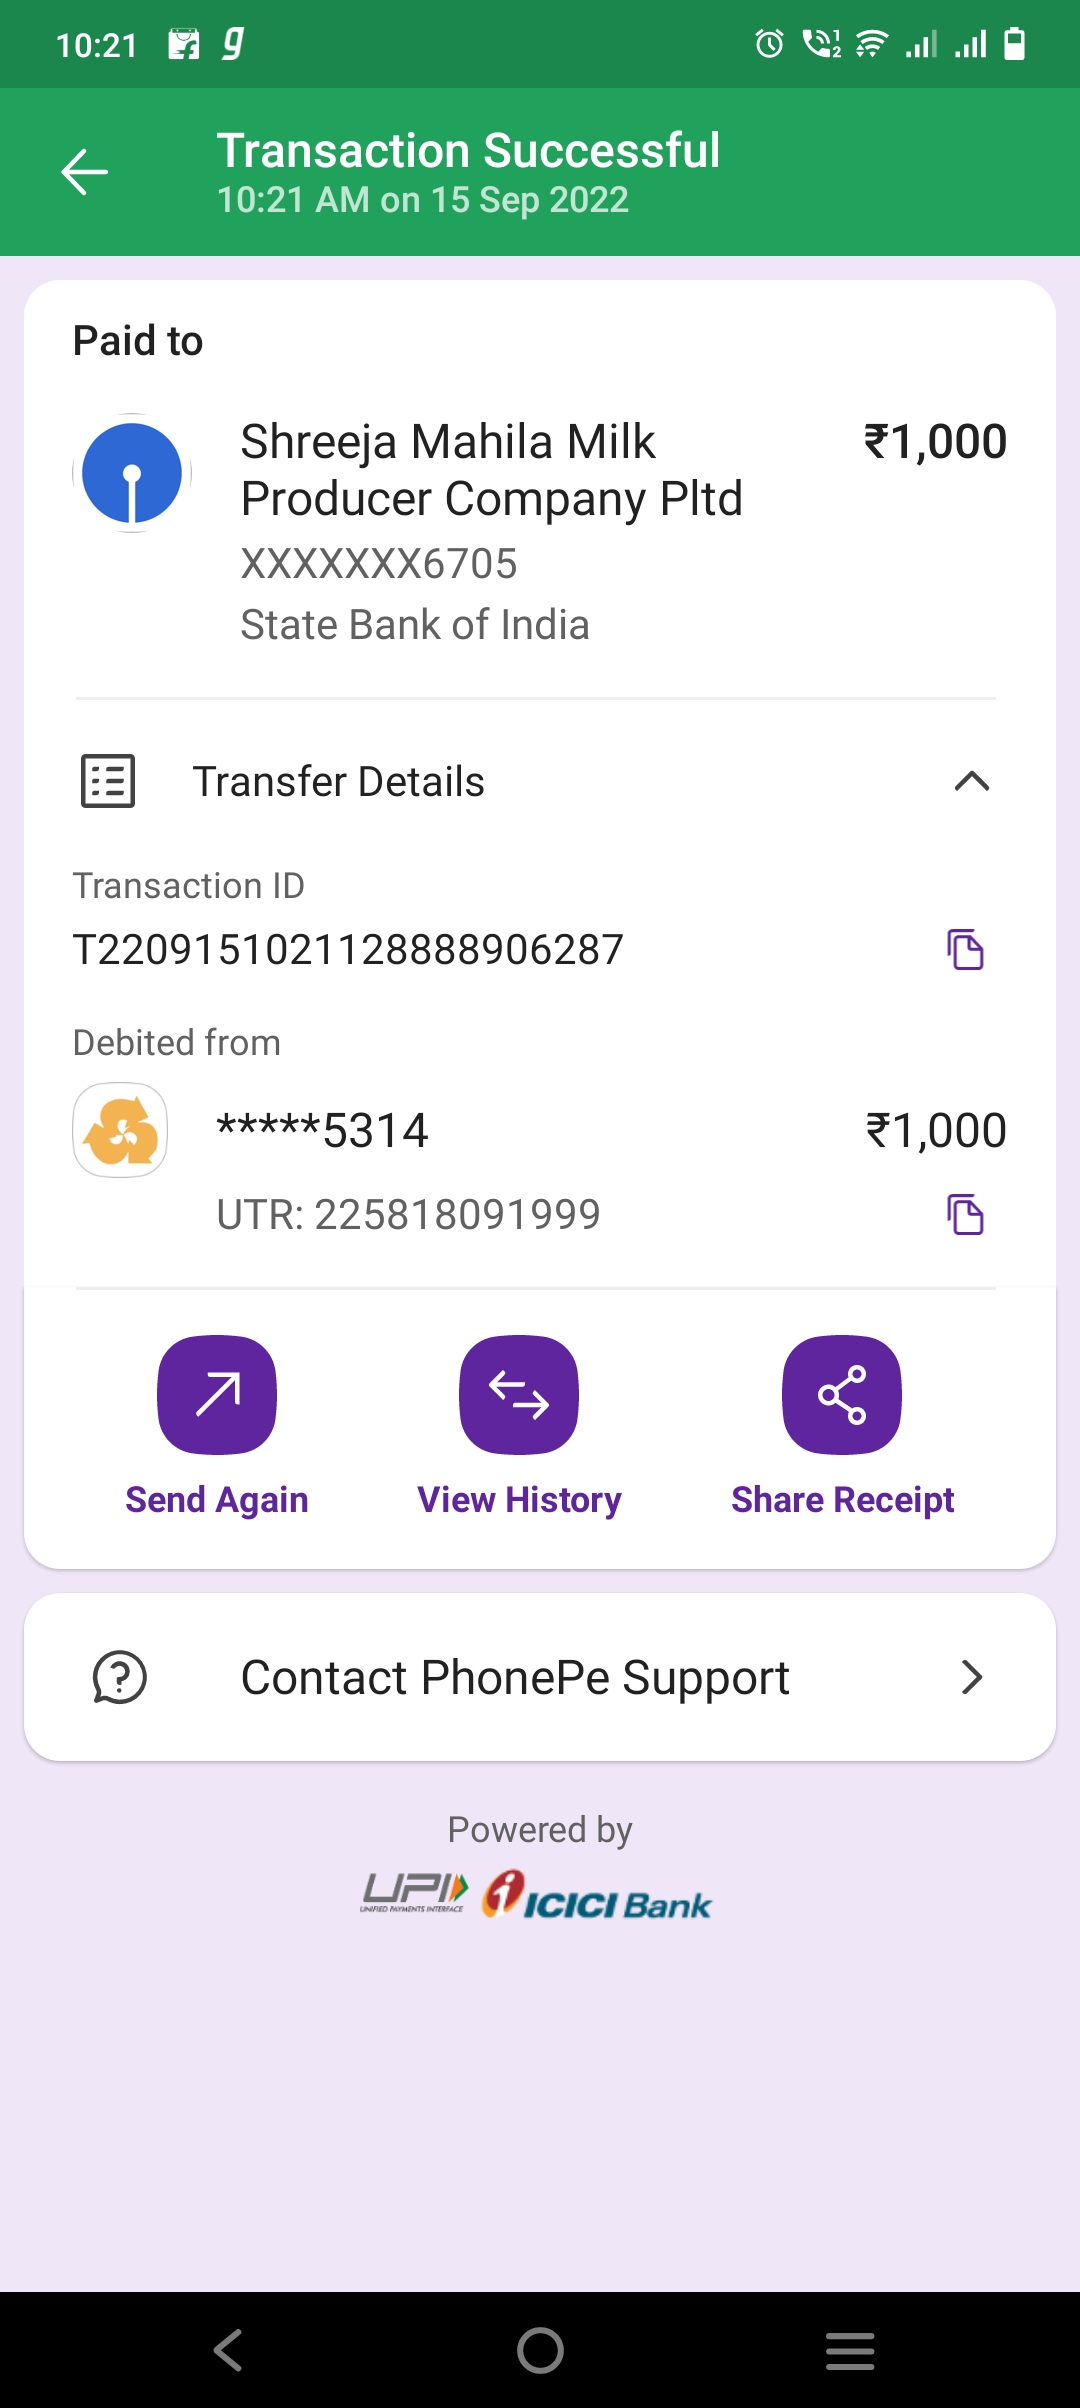 10:21
Transaction Successful
10:21 AM on 15 Sep 2022
Paid to
Shreeja Mahila Milk ₹1,000
Producer Company Pltd
XXXXXXX6705
State Bank of India
Transfer Details
Transaction ID
T2209151021128888906287
Debited from
*****5314 ₹1,000
UTR: 225818091999
Send Again View History Share Receipt
Contact PhonePe Support
Powered by
UPI ICICI Bank
UNIFIED PAYMENTS INTERFACE